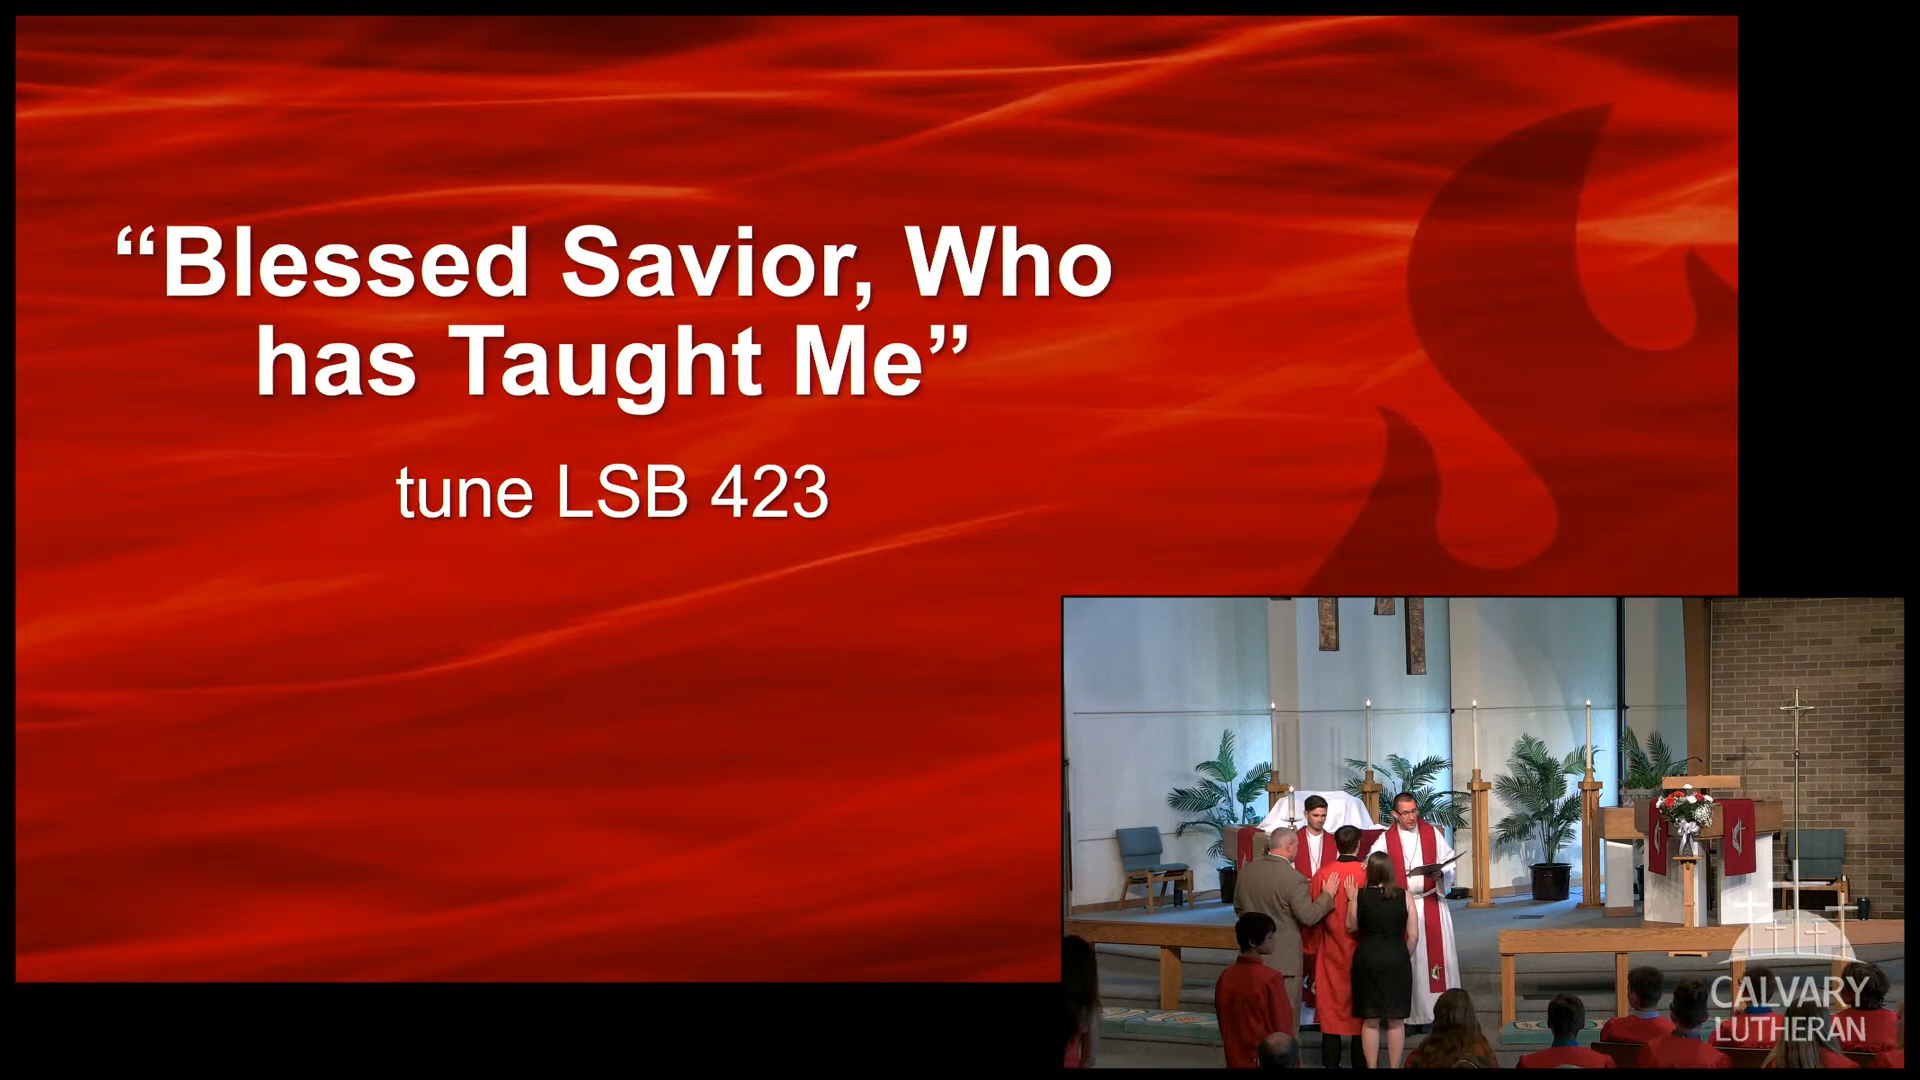 “Blessed Savior, Who
has Taught Me”
tune LSB 423
CALVARY
LUTHERAN